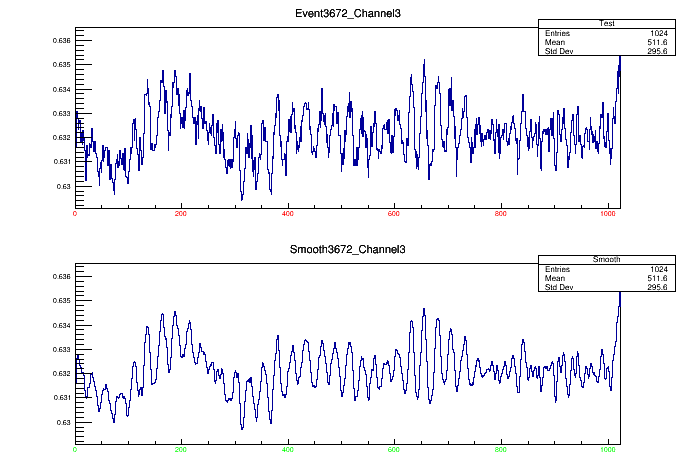 Event3672_Channel3
Test
Entries 1024
Mean 511.6
Std Dev 295.6
0.636
0.635
0.634
0.633
0.632
0.631
0.63
0 200 400 600 800 1000
Smooth3672_Channel3
Smooth
Entries 1024
Mean 511.6
Std Dev 295.6
0.636
0.635
0.634
0.633
0.632
0.631
0.63
0 200 400 600 800 1000